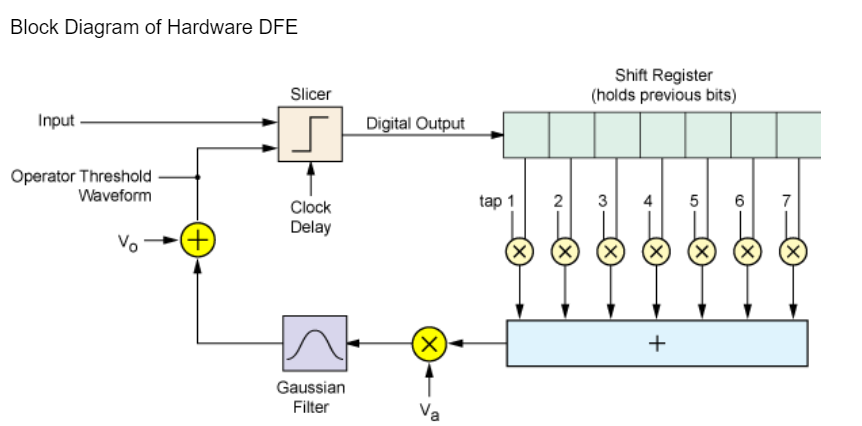 Block Diagram of Hardware DFE
Shift Register
(holds previous bits)
Slicer
Input
Digital Output
Operator Threshold
Waveform
Clock
Delay
tap 1 2 3 4 5 6 7
Vo
+
×
×
×
×
×
×
×
+
×
Gaussian
Filter
Va